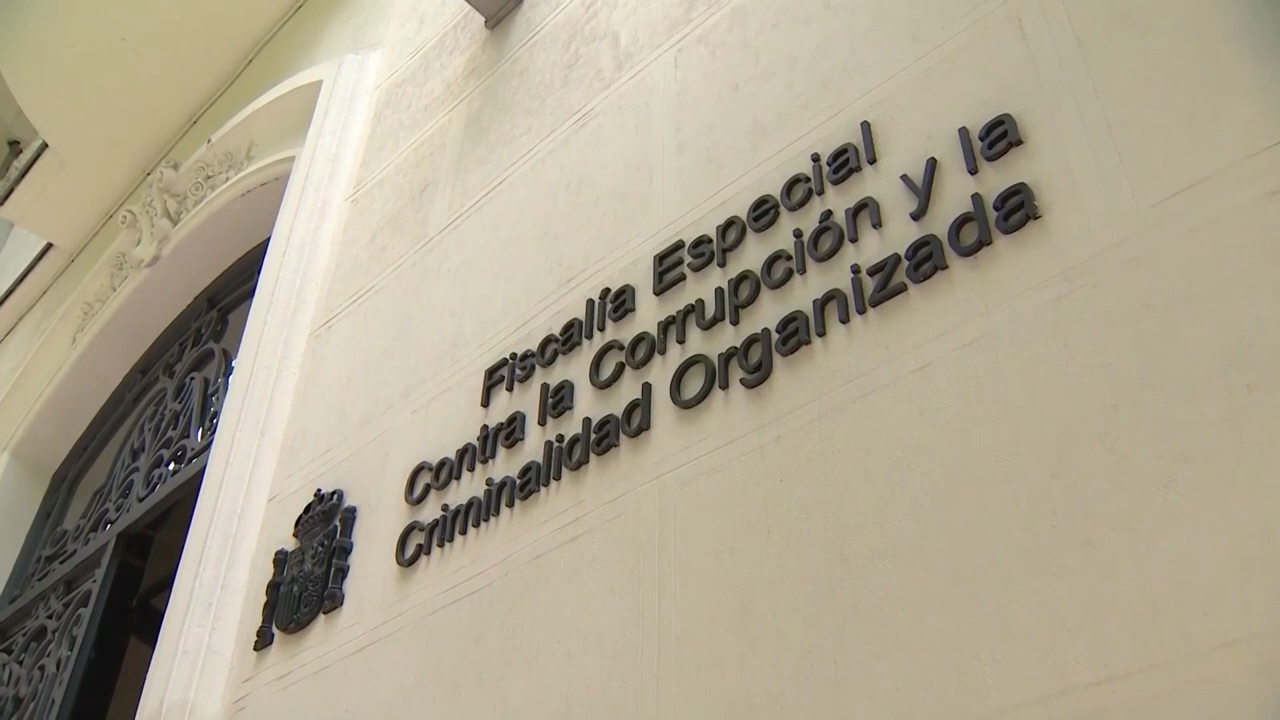 Fiscalía Especial
Contra la Corrupción y la
Criminalidad Organizada